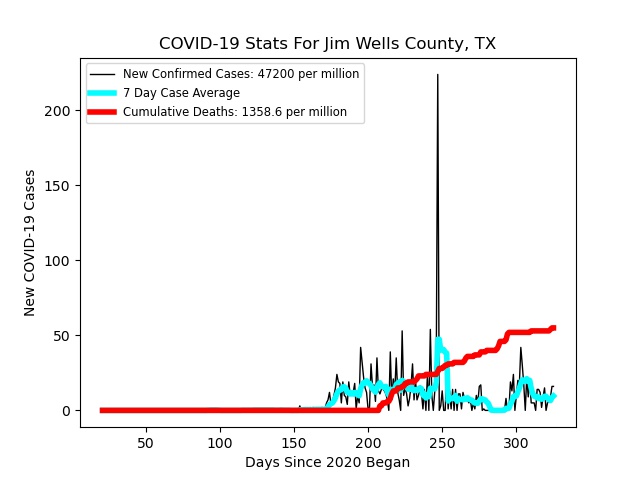 COVID-19 Stats For Jim Wells County, TX
New Confirmed Cases: 47200 per million
7 Day Case Average
Cumulative Deaths: 1358.6 per million
New COVID-19 Cases
200
150
100
50
0
50 100 150 200 250 300
Days Since 2020 Began